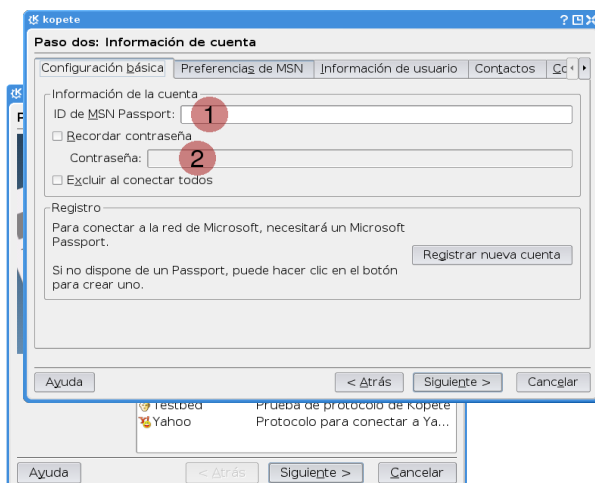 kopete
Paso dos: Información de cuenta
Configuración básica Preferencias de MSN Información de usuario Contactos
Información de la cuenta
ID de MSN Passport: 1
Recordar contraseña
Contraseña: 2
Excluir al conectar todos
Registro
Para conectar a la red de Microsoft, necesitará un Microsoft
Passport.
Registrar nueva cuenta
Si no dispone de un Passport, puede hacer clic en el botón
para crear uno.
Ayuda < Atrás Siguiente > Cancelar
Testbed Prueba de protocolo de Kopete
Yahoo Protocolo para conectar a Ya...
Ayuda < Atrás Siguiente > Cancelar